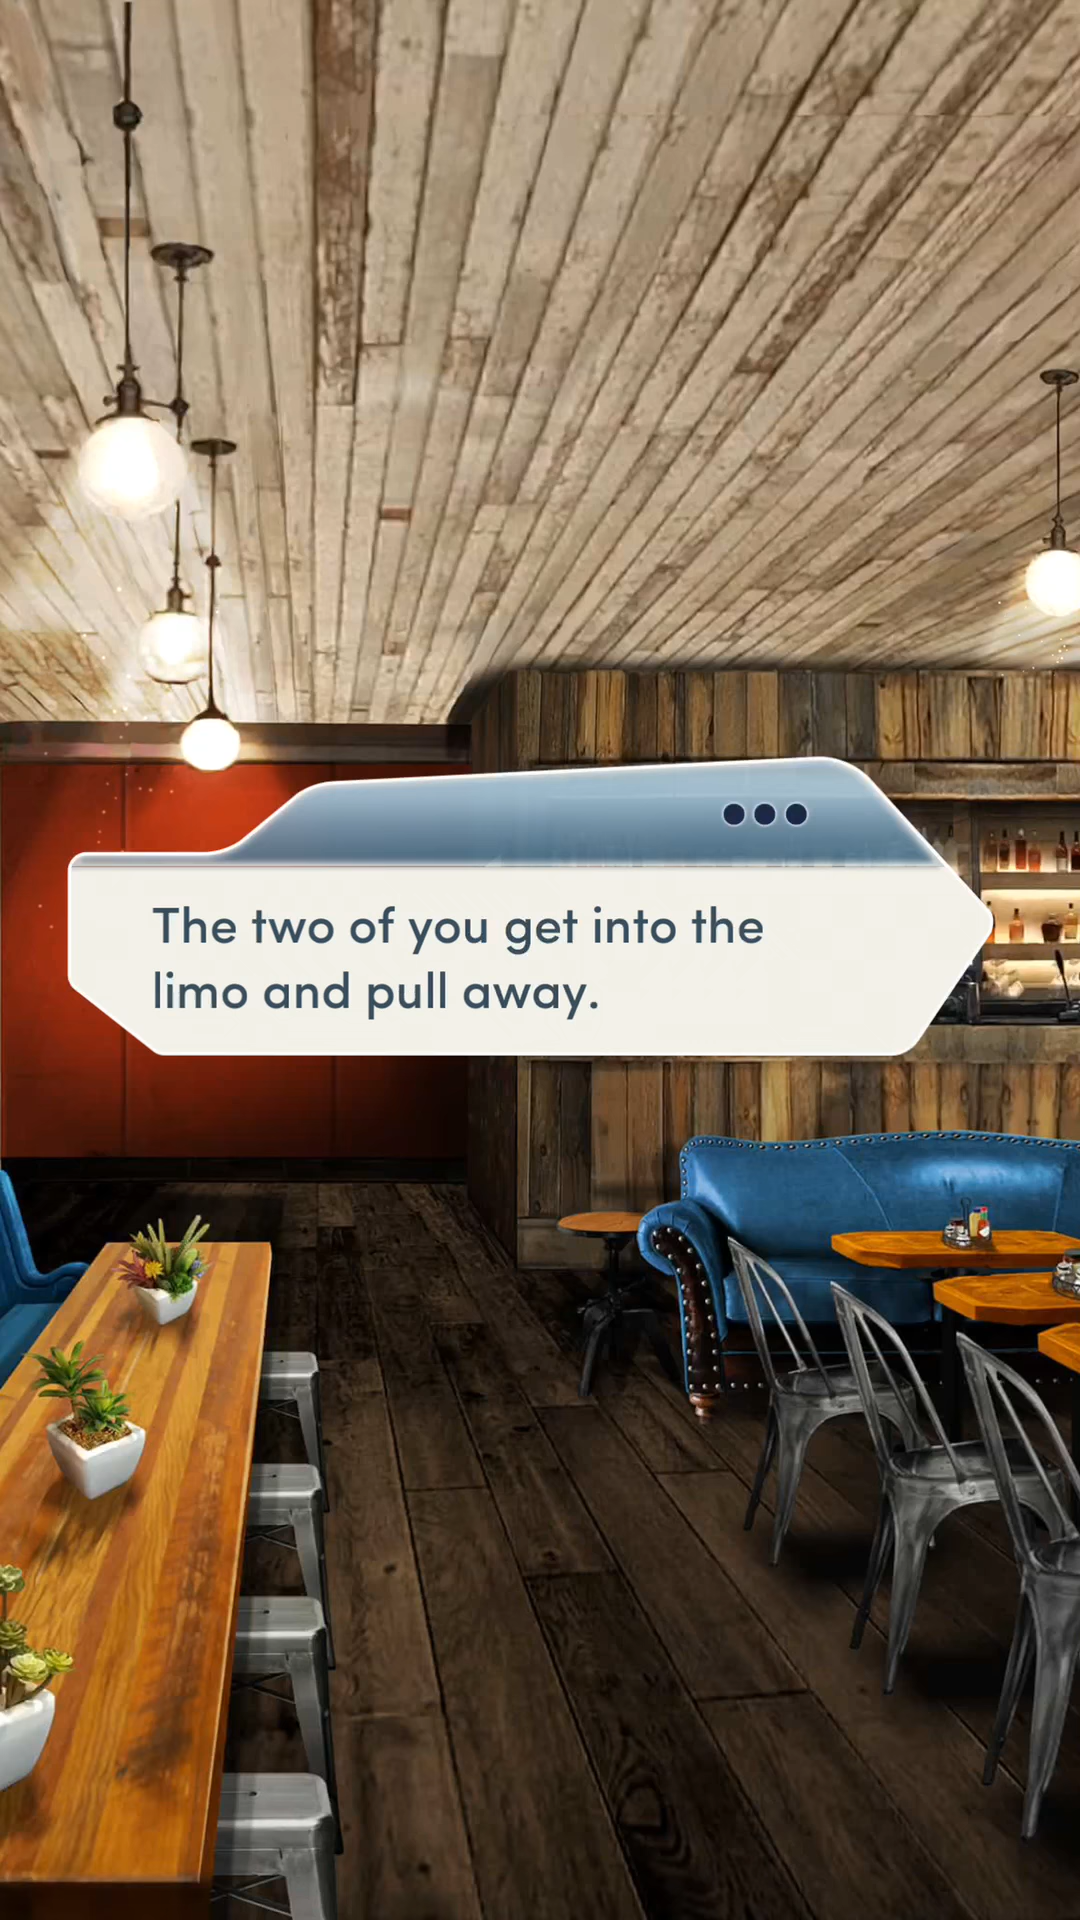 The two of you get into the
limo and pull away.